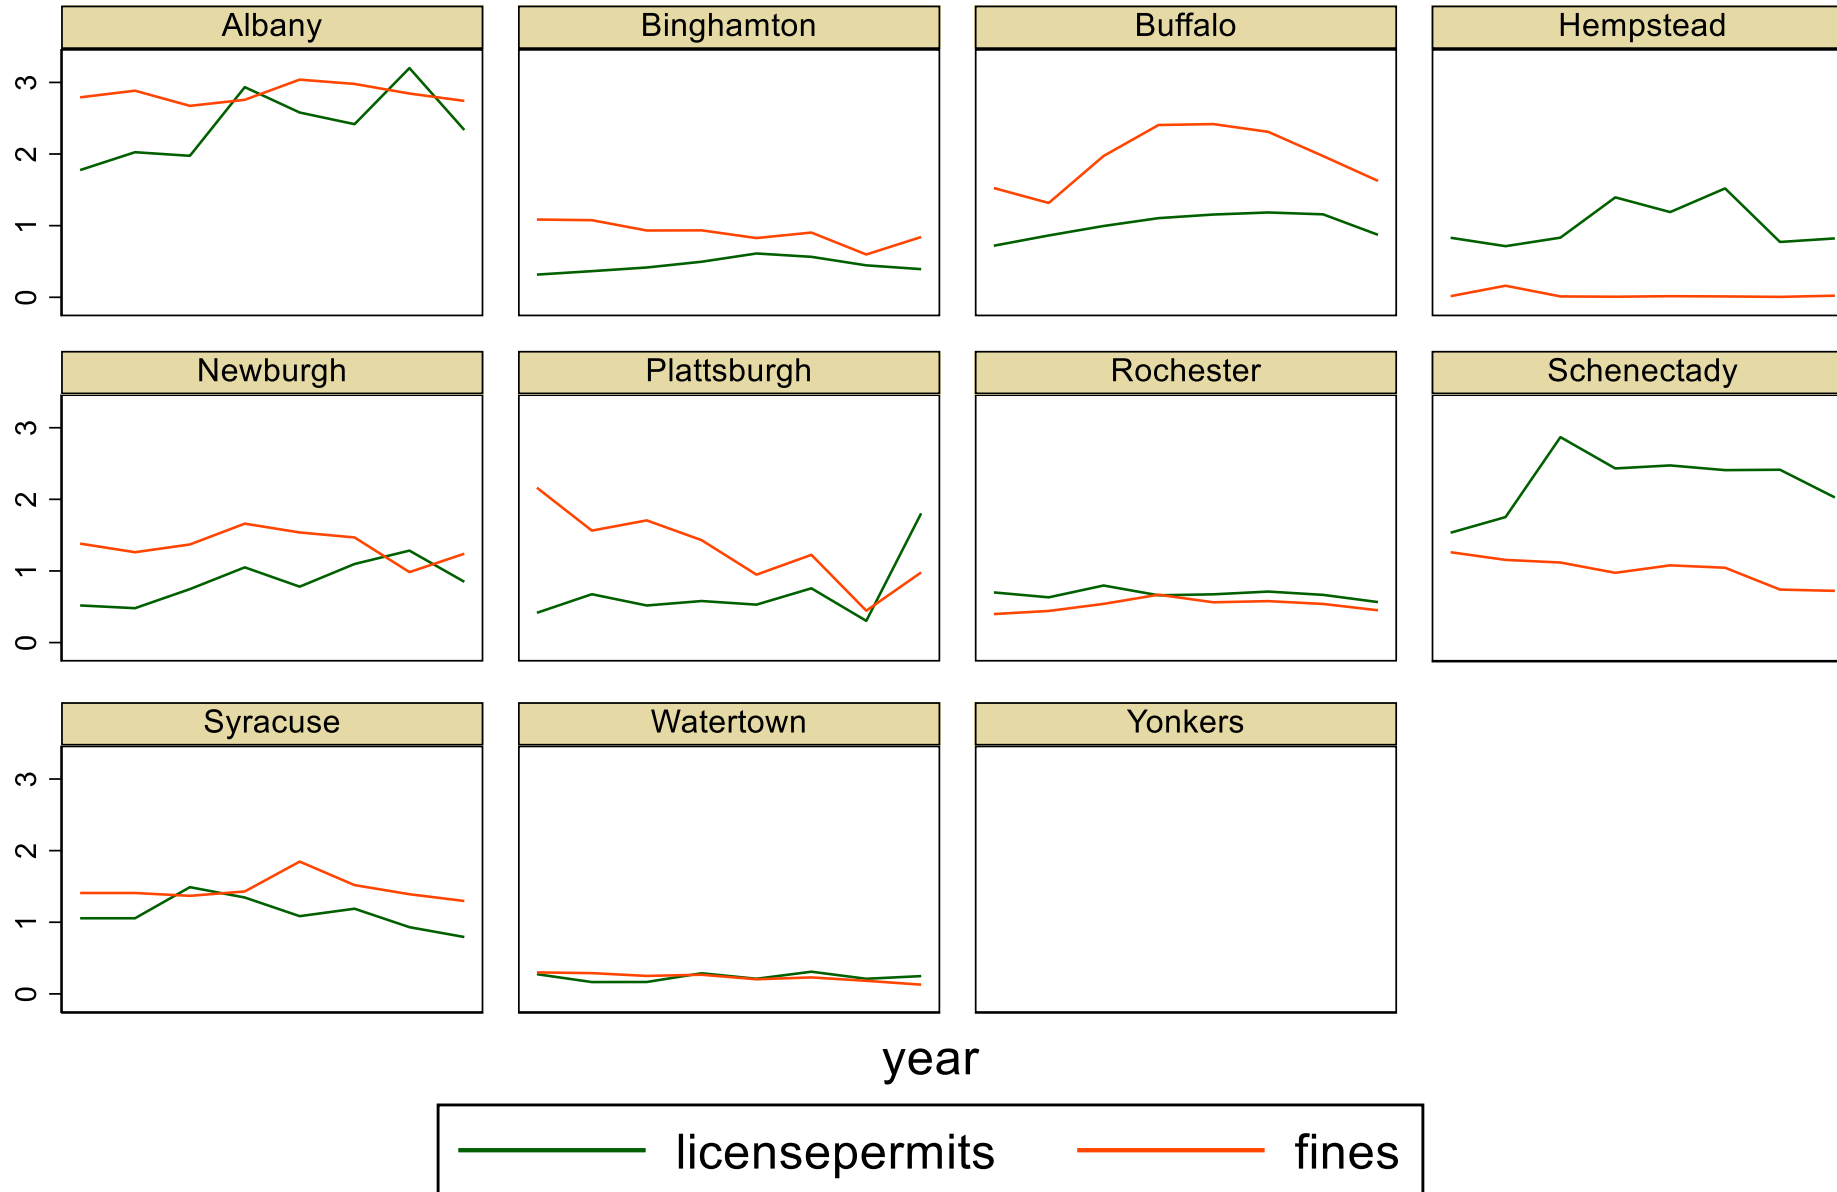 Albany Binghamton Buffalo Hempstead
3
2
1
0
Newburgh Plattsburgh Rochester Schenectady
3
2
1
0
Syracuse Watertown Yonkers
3
2
1
0
year
licensepermits fines